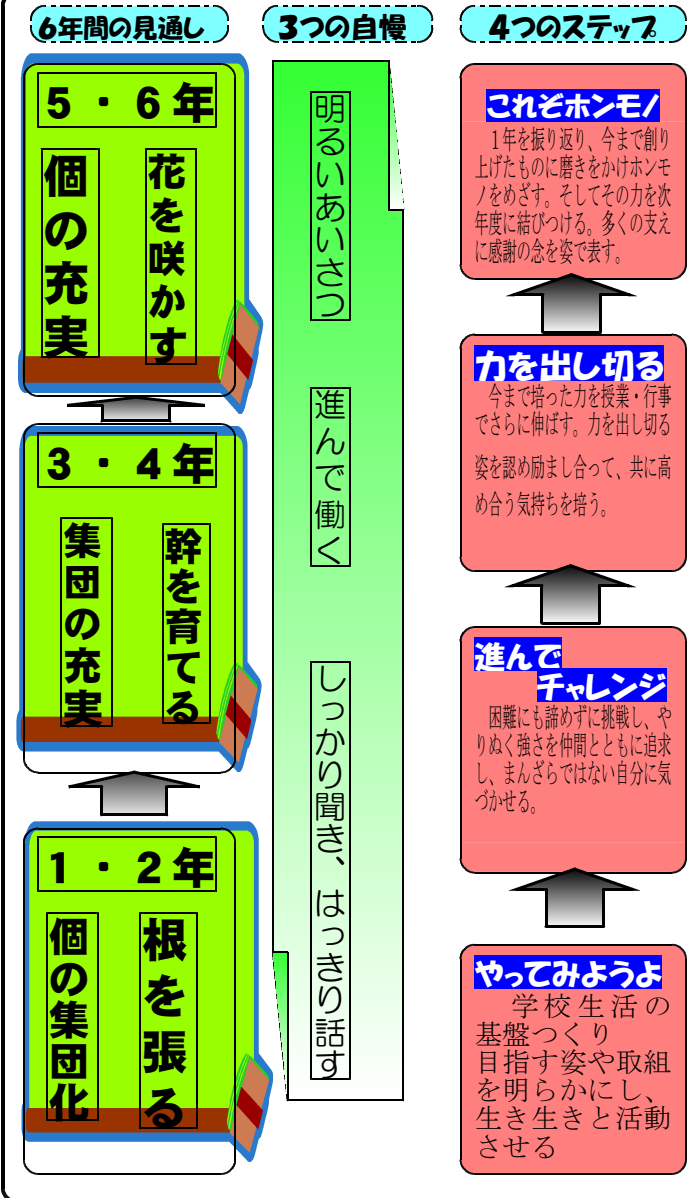 6年間の見通し
5・6年
花を咲かす
個の充実
3・4年
幹を育てる
集団の充実
1・2年
根を張る
個の集団化
3つの自慢
明るいあいさつ
進んで働く
しっかり聞き、はっきり話す
4つのステップ
これぞホンモノ
1年を振り返り、今まで創り
上げたものに磨きをかけホンモ
ノをめざす。そしてその力を次
年度に結びつける。多くの支え
に感謝の念を姿で表す。
力を出し切る
今まで培った力を授業・行事
でさらに伸ばす。力を出し切る
姿を認め励まし合って、共に高
め合う気持ちを培う。
進んで
チャレンジ
困難にも諦めずに挑戦し、や
りぬく強さを仲間とともに追求
し、まんざらではない自分に気
づかせる。
やってみようよ
学校生活の
基盤つくり
目指す姿や取組
を明らかにし、
生き生きと活動
させる